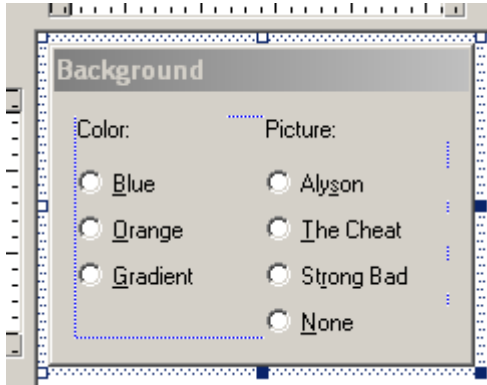 Background
Color:
Picture:
Blue
Alyson
Orange
The Cheat
Gradient
Strong Bad
None